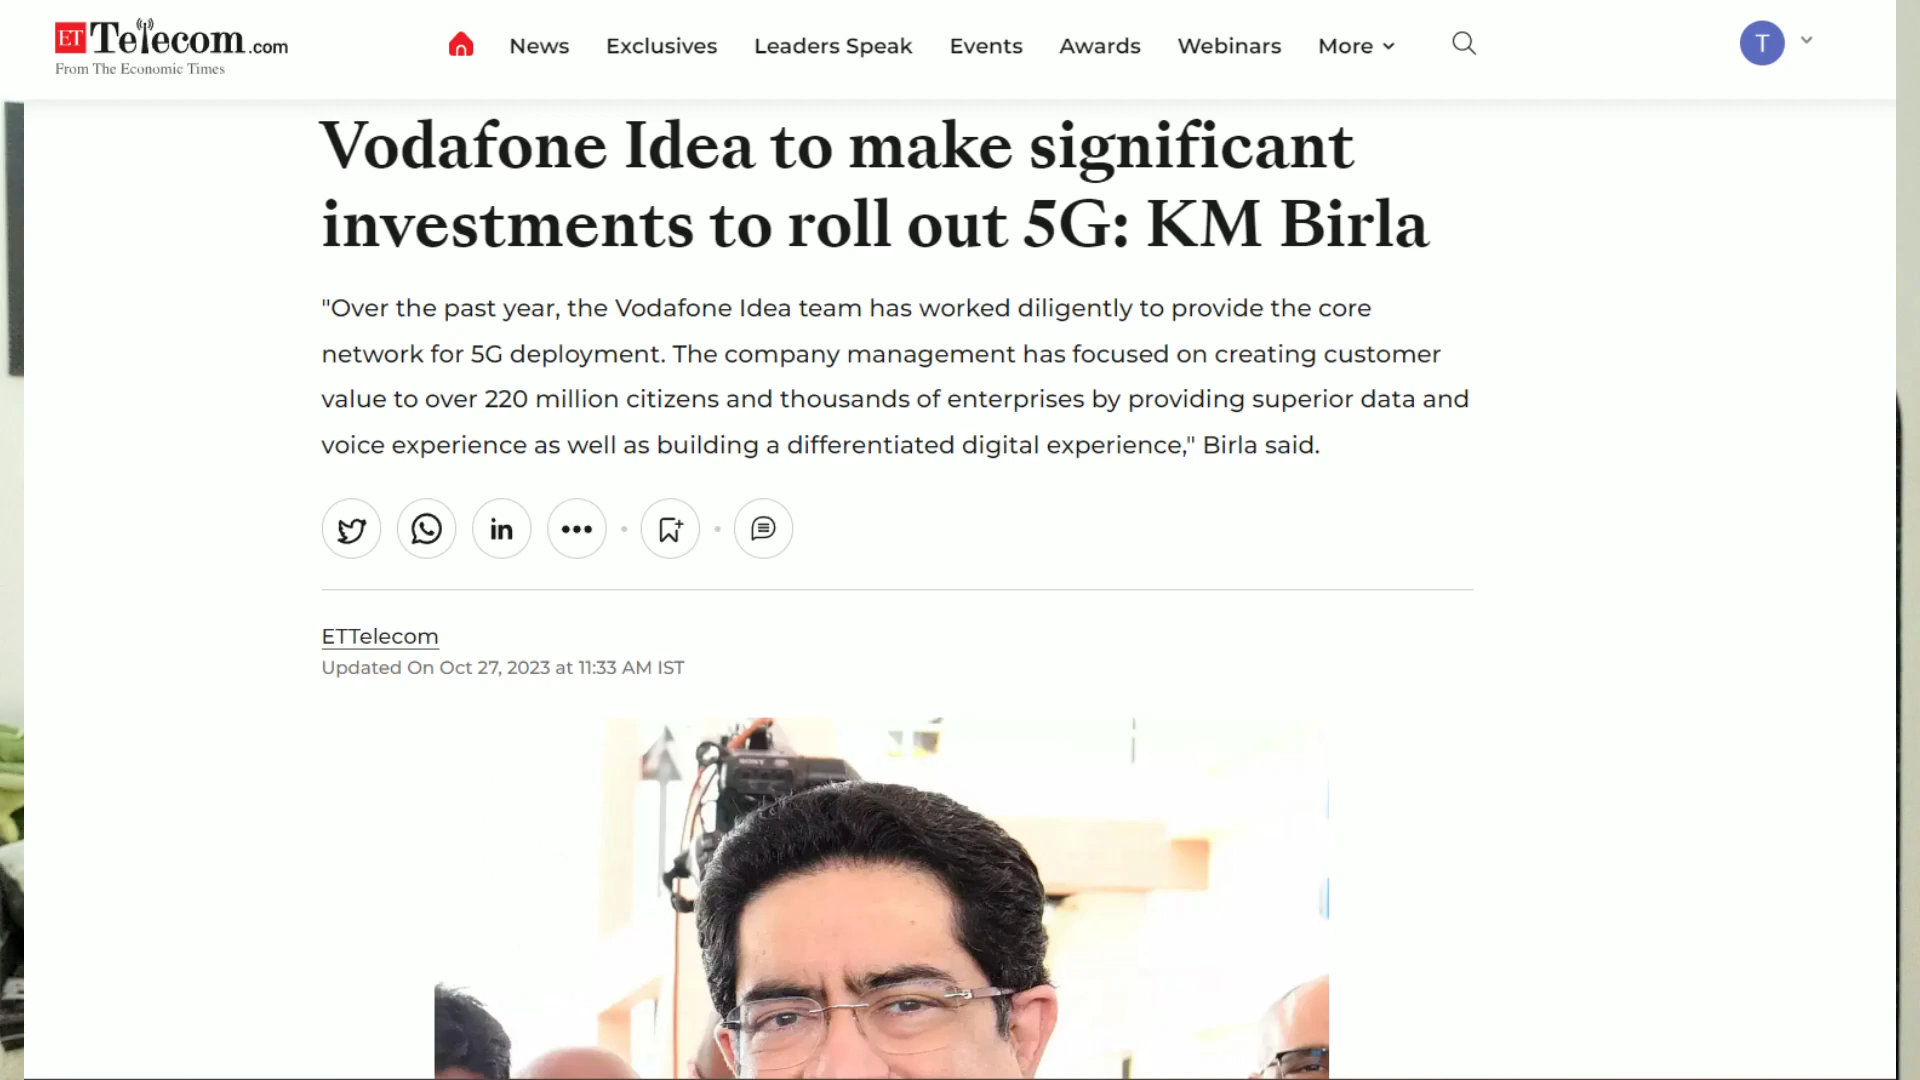 ET Telecom.com
From The Economic Times
News Exclusives Leaders Speak Events Awards Webinars More
T
Vodafone Idea to make significant
investments to roll out 5G: KM Birla
"Over the past year, the Vodafone Idea team has worked diligently to provide the core
network for 5G deployment. The company management has focused on creating customer
value to over 220 million citizens and thousands of enterprises by providing superior data and
voice experience as well as building a differentiated digital experience," Birla said.
in
ETTelecom
Updated On Oct 27, 2023 at 11:33 AM IST
SONY